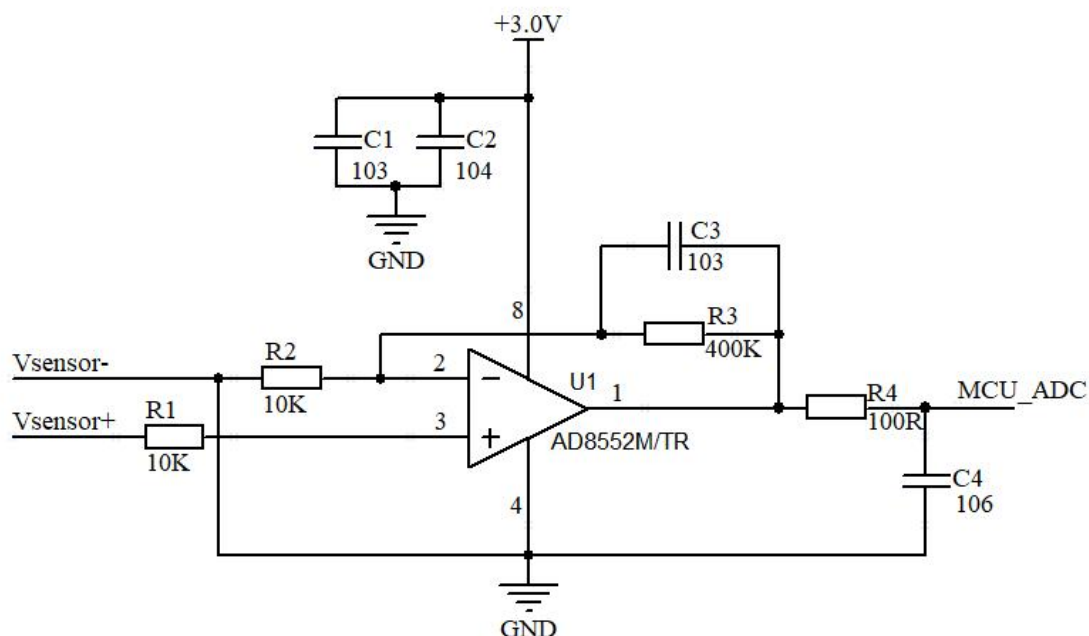 +3.0V
C1
103
C2
104
GND
C3
103
8
R3
400K
Vsensor-
R2
10K
2
U1
1
R4
100R
MCU_ADC
Vsensor+
R1
10K
3
AD8552M/TR
C4
106
4
GND